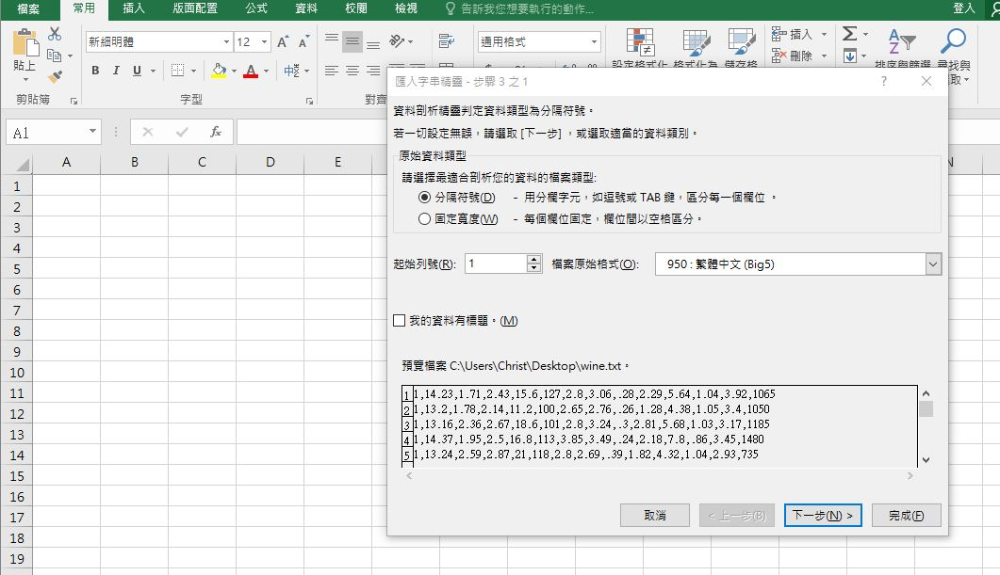 檔案 常用 插入 版面配置 公式 資料 校閱 檢視 告訴我您想要執行的動作... 登入
新細明體 12 A A 通用格式 Σ 插入
貼上 B I U A 中 刪除
設定格式化 格式化為 儲存格 排序與篩選 尋找與
選取
剪貼簿 字型 對齊
匯入字串精靈 - 步驟 3 之 1 ?
資料剖析精靈判定資料類型為分隔符號。
A1 fx
若一切設定無誤，請選取 [下一步]，或選取適當的資料類別。
原始資料類型
A B C D E N
請選擇最適合剖析您的資料的檔案類型:
分隔符號(D) - 用分欄字元，如逗號或 TAB 鍵，區分每一個欄位 。
固定寬度(W) - 每個欄位固定，欄位間以空格區分。
起始列號(R): 1 檔案原始格式(O): 950 : 繁體中文 (Big5)
我的資料有標題。(M)
預覽檔案 C:\Users\Christ\Desktop\wine.txt。
1 1,14.23,1.71,2.43,15.6,127,2.8,3.06,.28,2.29,5.64,1.04,3.92,1065
2 1,13.2,1.78,2.14,11.2,100,2.65,2.76,.26,1.28,4.38,1.05,3.4,1050
3 1,13.16,2.36,2.67,18.6,101,2.8,3.24,.3,2.81,5.68,1.03,3.17,1185
4 1,14.37,1.95,2.5,16.8,113,3.85,3.49,.24,2.18,7.8,.86,3.45,1480
5 1,13.24,2.59,2.87,21,118,2.8,2.69,.39,1.82,4.32,1.04,2.93,735
取消 < 上一步(B) 下一步(N) > 完成(F)
1
2
3
4
5
6
7
8
9
10
11
12
13
14
15
16
17
18
19